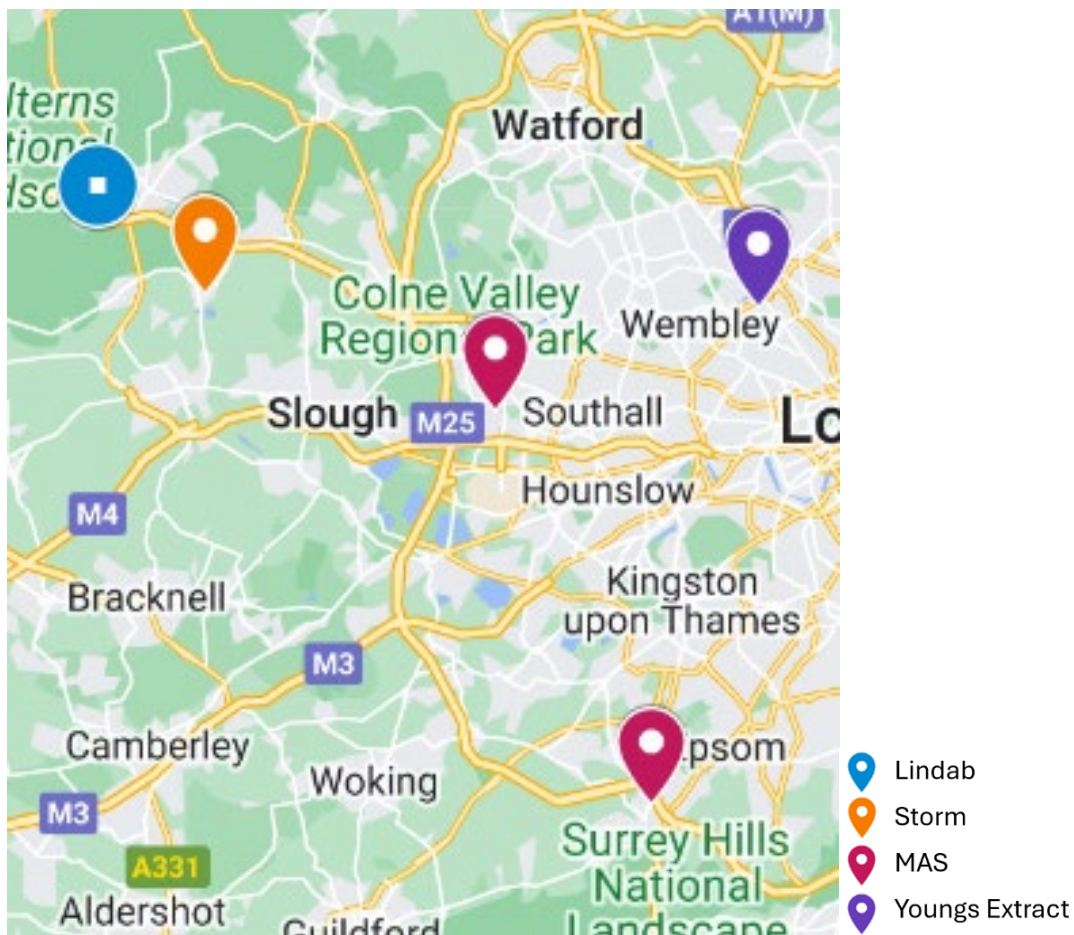 A1(M)
lterns
tional
dsc
Watford
Colne Valley
Region Park
Wembley
Slough
M25
Southall
Lo
Hounslow
M4
Kingston
upon Thames
Bracknell
M3
Camberley
psom
Woking
M3
Surrey Hills
National
Landscape
A331
Aldershot
Guildford
Lindab
Storm
MAS
Youngs Extract